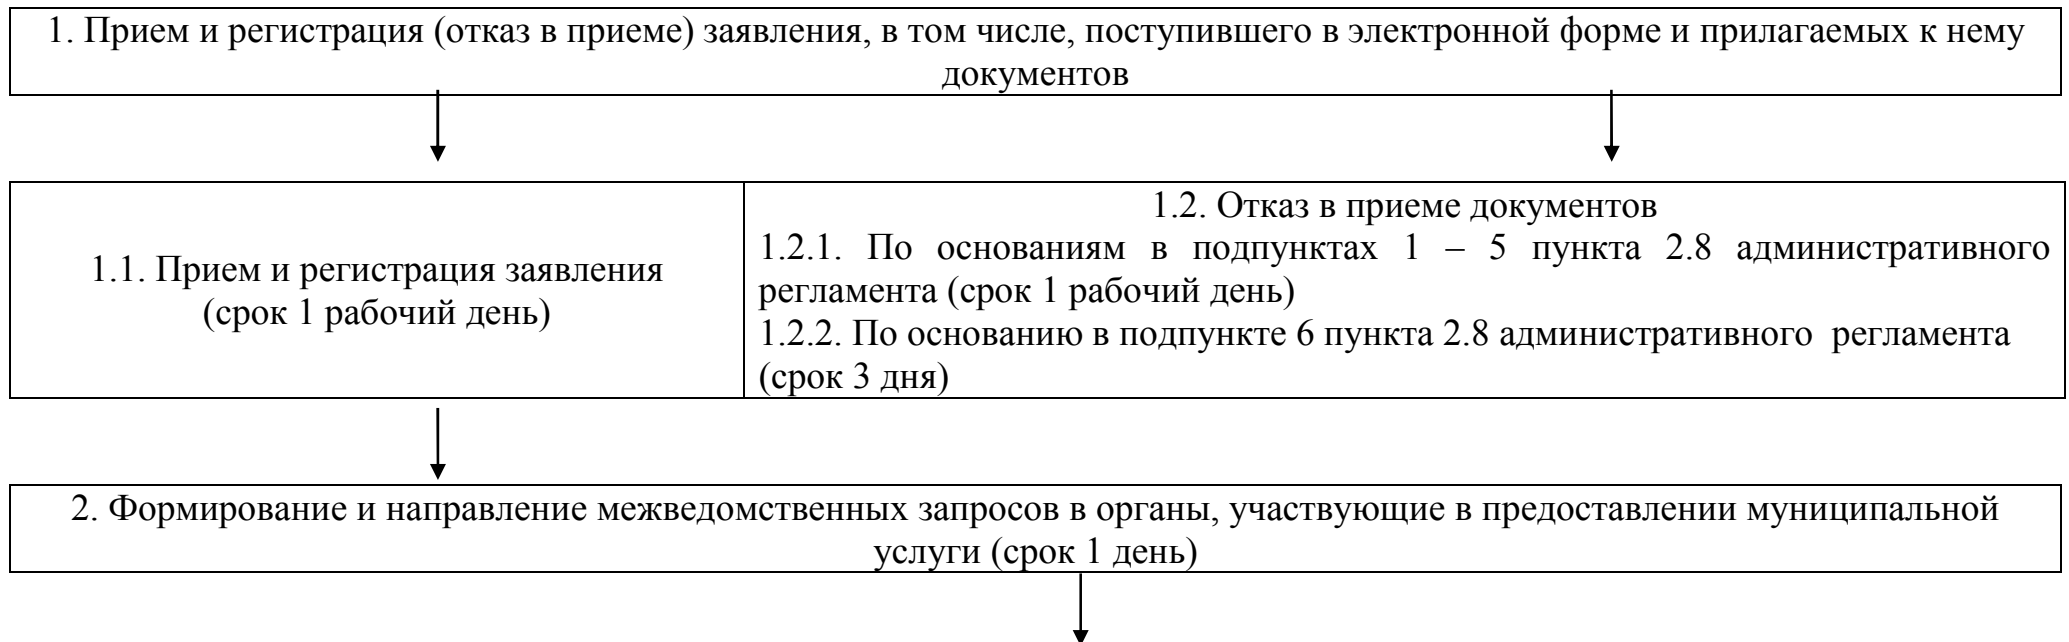 1. Прием и регистрация (отказ в приеме) заявления, в том числе, поступившего в электронной форме и прилагаемых к нему
документов
1.1. Прием и регистрация заявления
(срок 1 рабочий день)
1.2. Отказ в приеме документов
1.2.1. По основаниям в подпунктах 1 – 5 пункта 2.8 административного
регламента (срок 1 рабочий день)
1.2.2. По основанию в подпункте 6 пункта 2.8 административного регламента
(срок 3 дня)
2. Формирование и направление межведомственных запросов в органы, участвующие в предоставлении муниципальной
услуги (срок 1 день)